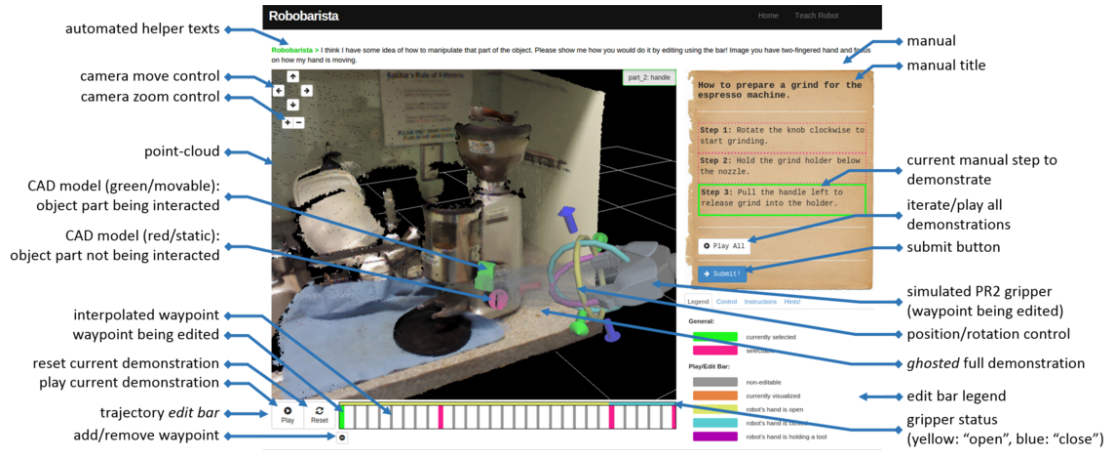 Robobarista
Home
Teach Robot
Robobarista > I think I have some idea of how to manipulate that part of the object. Please show me how you would do it by editing using the bar! Image you have two-fingered hand and focus
on how my hand is moving.
part_2: handle
How to prepare a grind for the
espresso machine.
Step 1: Rotate the knob clockwise to
start grinding.
Step 2: Hold the grind holder below
the nozzle.
Step 3: Pull the handle left to
release grind into the holder.
Play All
Submit!
Legend
Control
Instructions
Hints!
General:
currently selected
Play/Edit Bar:
non-editable
currently visualized
robot's hand is open
robot's hand is closed
robot's hand is holding a tool
Play
Reset
automated helper texts
camera move control
camera zoom control
point-cloud
CAD model (green/movable):
object part being interacted
CAD model (red/static):
object part not being interacted
interpolated waypoint
waypoint being edited
reset current demonstration
play current demonstration
trajectory edit bar
add/remove waypoint
manual
manual title
current manual step to
demonstrate
iterate/play all
demonstrations
submit button
simulated PR2 gripper
(waypoint being edited)
position/rotation control
ghosted full demonstration
edit bar legend
gripper status
(yellow: “open”, blue: “close”)